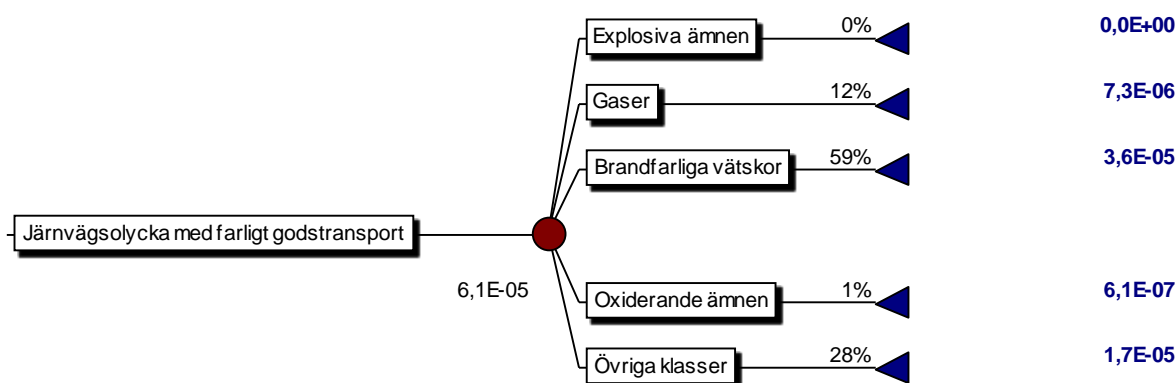 Explosiva ämnen 0% 0,0E+00
Gaser 12% 7,3E-06
Brandfarliga vätskor 59% 3,6E-05
Järnvägsolycka med farligt godstransport
6,1E-05
Oxiderande ämnen 1% 6,1E-07
Övriga klasser 28% 1,7E-05